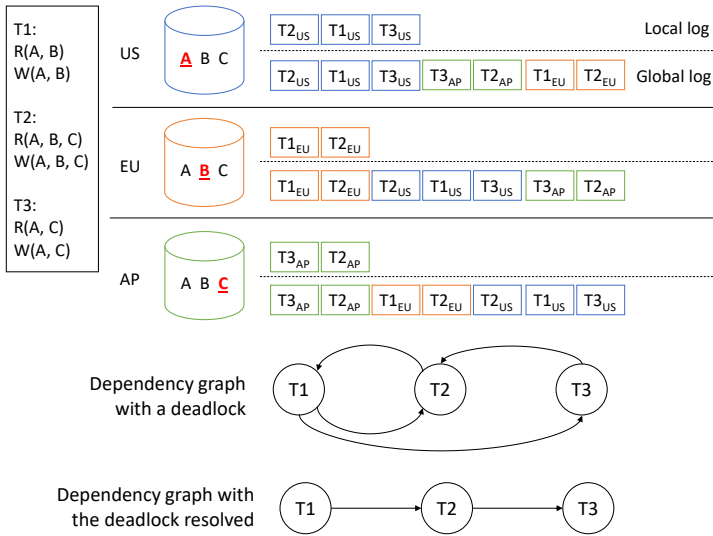 T1:
R(A, B)
W(A, B)
T2:
R(A, B, C)
W(A, B, C)
T3:
R(A, C)
W(A, C)
US
A B C
T2US T1US T3US
Local log
T2US T1US T3US T3AP T2AP T1EU T2EU
Global log
EU
A B C
T1EU T2EU
T1EU T2EU T2US T1US T3US T3AP T2AP
AP
A B C
T3AP T2AP
T3AP T2AP T1EU T2EU T2US T1US T3US
Dependency graph
with a deadlock
T1 T2 T3
Dependency graph with
the deadlock resolved
T1 T2 T3